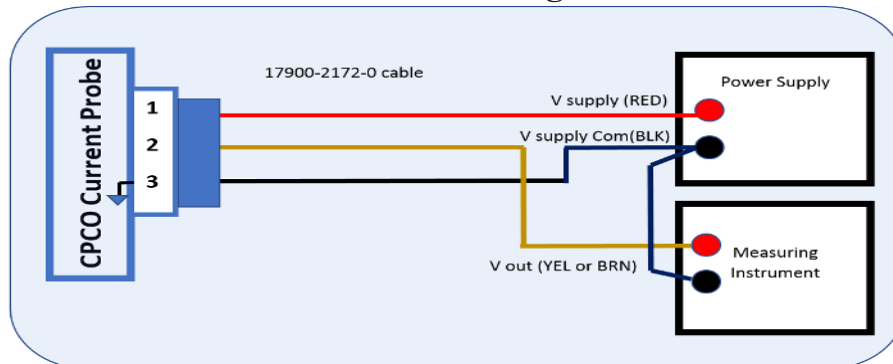 17900-2172-0 cable
CPCO Current Probe
1
2
3
V supply (RED)
V supply Com(BLK)
V out (YEL or BRN)
Power Supply
Measuring
Instrument